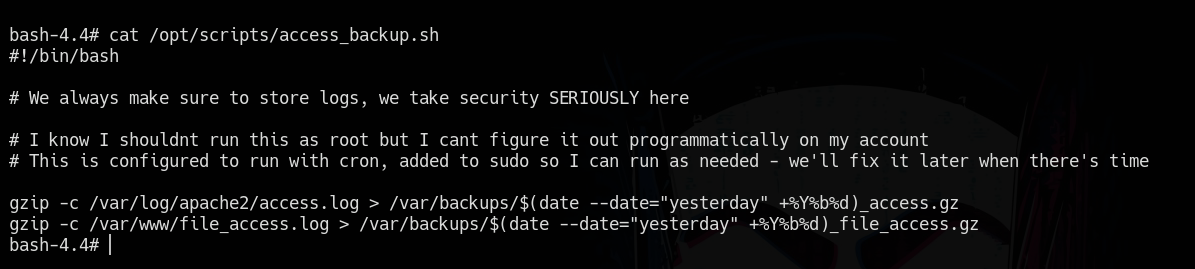 bash-4.4# cat /opt/scripts/access_backup.sh
#!/bin/bash
# We always make sure to store logs, we take security SERIOUSLY here
# I know I shouldnt run this as root but I cant figure it out programmatically on my account
# This is configured to run with cron, added to sudo so I can run as needed - we'll fix it later when there's time
gzip -c /var/log/apache2/access.log > /var/backups/$(date --date="yesterday" +%Y%b%d)_access.gz
gzip -c /var/www/file_access.log > /var/backups/$(date --date="yesterday" +%Y%b%d)_file_access.gz
bash-4.4#